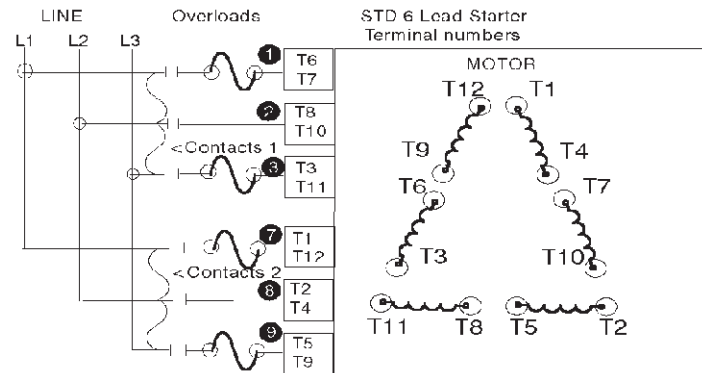 LINE Overloads STD 6 Lead Starter
Terminal numbers
L1 L2 L3
1 T6
T7
2 T8
T10
<Contacts 1
3 T3
T11
7 T1
T12
<Contacts 2
8 T2
T4
9 T5
T9
MOTOR
T12 T1
T9 T4
T6 T7
T3 T10
T11 T8 T5 T2